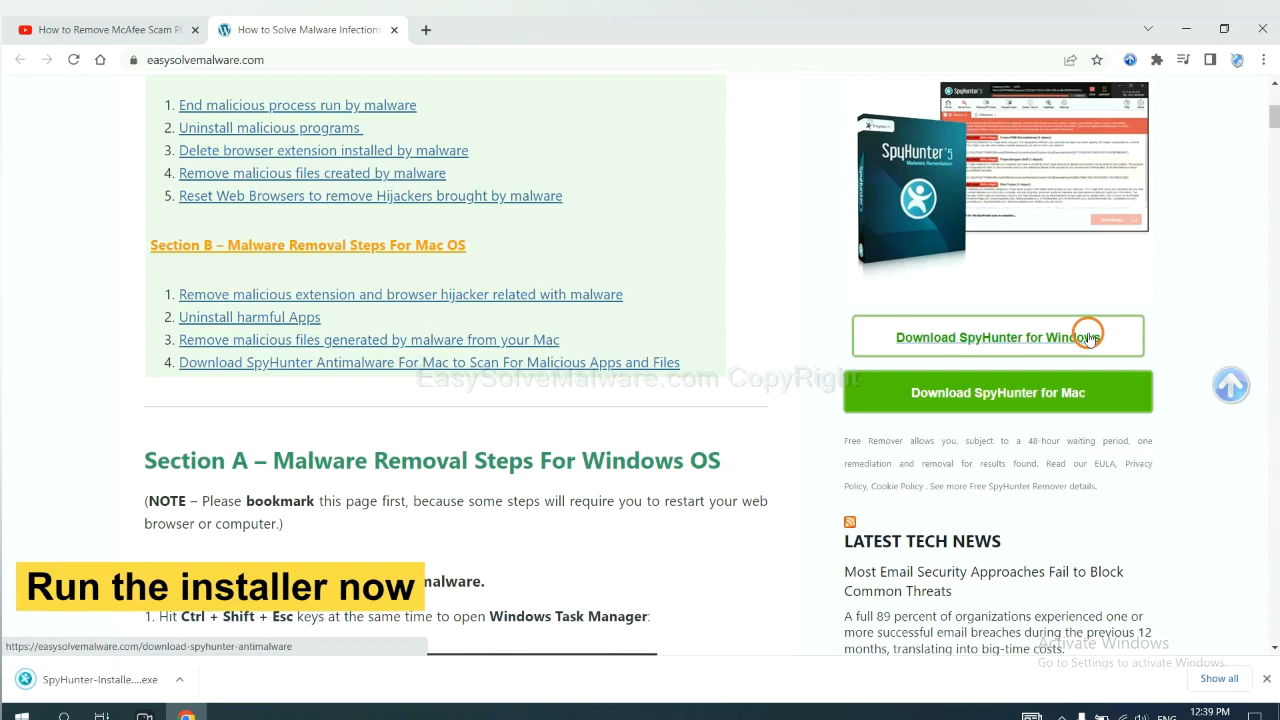 How to Remove McAfee Scam P
How to Solve Malware Infections
easysolvemalware.com
1. End malicious process run by malware
2. Uninstall malicious programs
3. Delete browser installed by malware
4. Remove malicious files created by malware
5. Reset Web Bro brought by malware
Section B – Malware Removal Steps For Mac OS
1. Remove malicious extension and browser hijacker related with malware
2. Uninstall harmful Apps
3. Remove malicious files generated by malware from your Mac
4. Download SpyHunter Antimalware For Mac to Scan For Malicious Apps and Files
EasySolveMalware.com CopyRight
Section A – Malware Removal Steps For Windows OS
(NOTE – Please bookmark this page first, because some steps will require you to restart your web
browser or computer.)
malware.
Run the installer now
1. Hit Ctrl + Shift + Esc keys at the same time to open Windows Task Manager:
https://easysolvemalware.com/download-spyhunter-antimalware
SpyHunter 5
Malware Remediation
Download SpyHunter for Windows
Download SpyHunter for Mac
Free Remover allows you, subject to a 48-hour waiting period, one
remediation and removal for results found. Read our EULA, Privacy
Policy, Cookie Policy . See more Free SpyHunter Remover details.
LATEST TECH NEWS
Most Email Security Approaches Fail to Block
Common Threats
A full 89 percent of organizations experienced one or
more successful email breaches during the previous 12
months, translating into big-time costs.
Activate Windows
Go to Settings to activate Windows.
SpyHunter-Installe....exe
Show all
ENG
12:39 PM